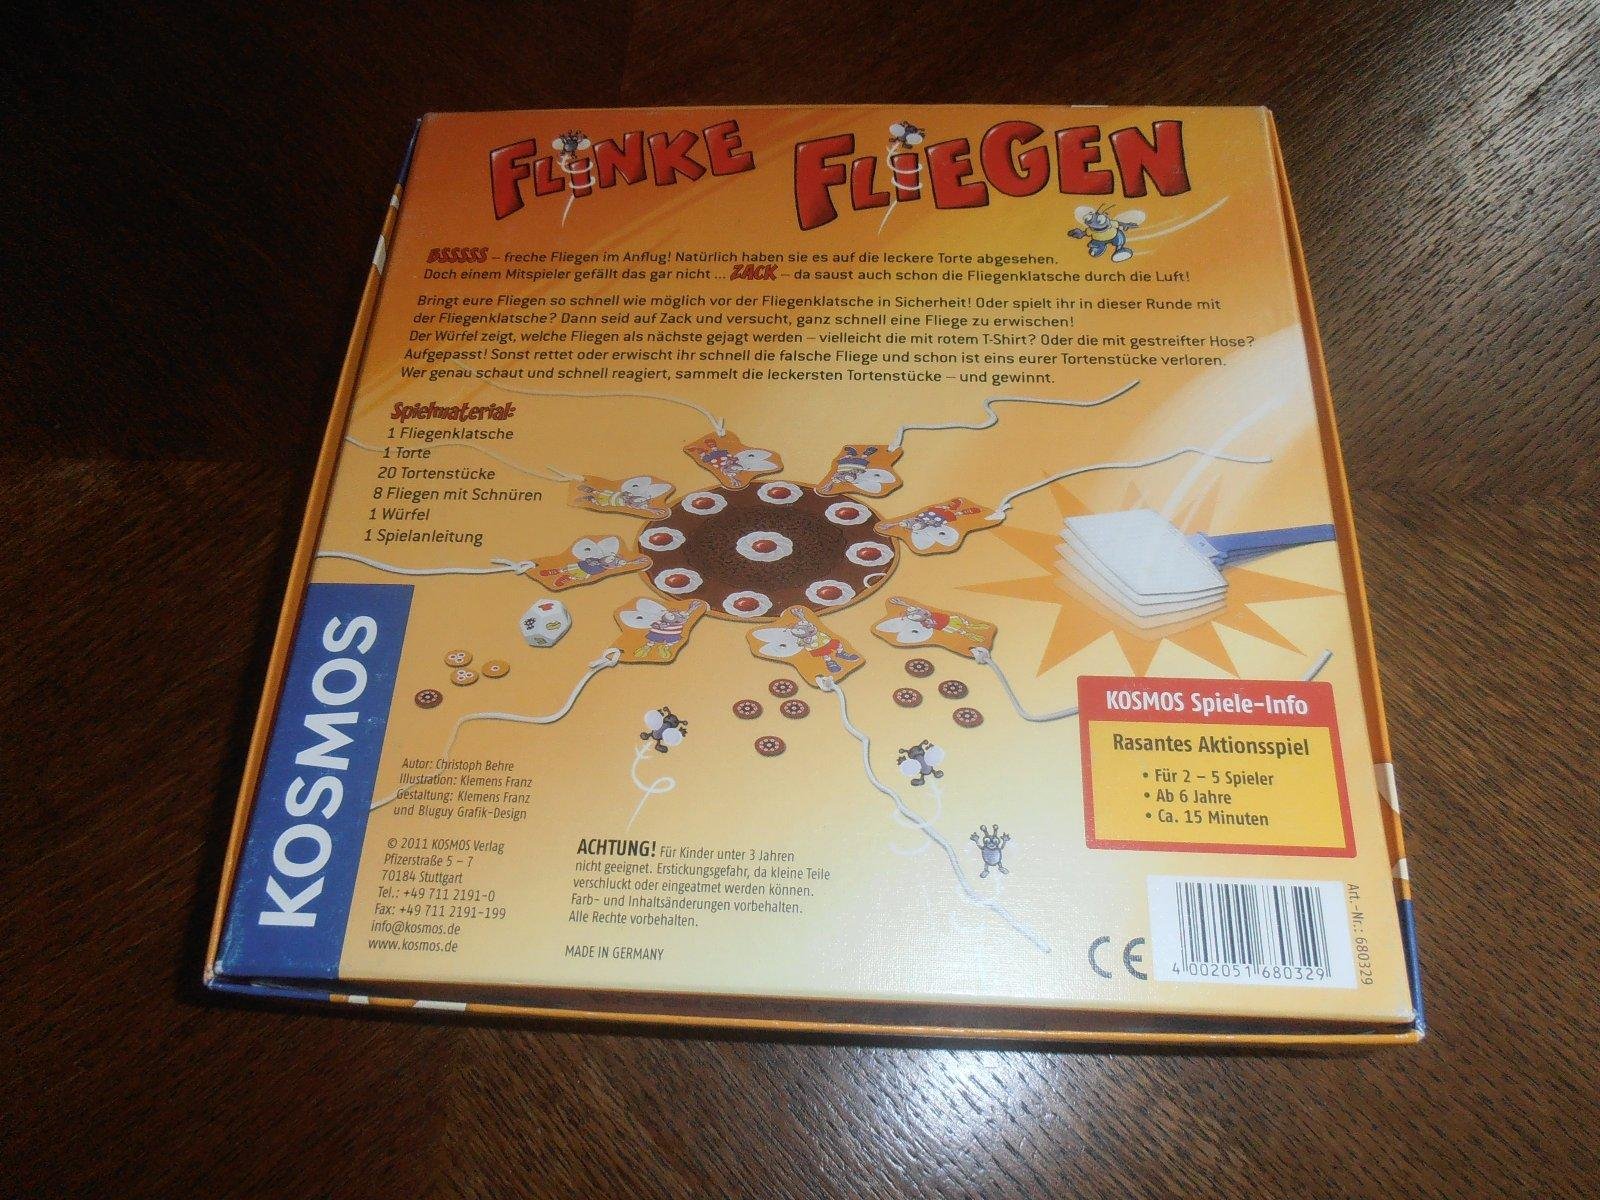 FLINKE FLIEGEN
BSSSSS – freche Fliegen im Anflug! Natürlich haben sie es auf die leckere Torte abgesehen.
Doch einem Mitspieler gefällt das gar nicht ... ZACK – da saust auch schon die Fliegenklatsche durch die Luft!
Bringt eure Fliegen so schnell wie möglich vor der Fliegenklatsche in Sicherheit! Oder spielt ihr in dieser Runde mit
der Fliegenklatsche? Dann seid auf Zack und versucht, ganz schnell eine Fliege zu erwischen!
Der Würfel zeigt, welche Fliegen als nächste gejagt werden – vielleicht die mit rotem T-Shirt? Oder die mit gestreifter Hose?
Aufgepasst! Sonst rettet oder erwischt ihr schnell die falsche Fliege und schon ist eins eurer Tortenstücke verloren.
Wer genau schaut und schnell reagiert, sammelt die leckersten Tortenstücke – und gewinnt.
Spielmaterial:
1 Fliegenklatsche
1 Torte
20 Tortenstücke
8 Fliegen mit Schnüren
1 Würfel
1 Spielanleitung
KOSMOS
Autor: Christoph Behre
Illustration: Klemens Franz
Gestaltung: Klemens Franz
und Bluguy Grafik-Design
© 2011 KOSMOS Verlag
Pfizerstraße 5 – 7
70184 Stuttgart
Tel.: +49 711 2191-0
Fax: +49 711 2191-199
info@kosmos.de
www.kosmos.de
ACHTUNG! Für Kinder unter 3 Jahren
nicht geeignet. Erstickungsgefahr, da kleine Teile
verschluckt oder eingeatmet werden können.
Farb- und Inhaltsänderungen vorbehalten.
Alle Rechte vorbehalten.
MADE IN GERMANY
KOSMOS Spiele-Info
Rasantes Aktionsspiel
• Für 2 – 5 Spieler
• Ab 6 Jahre
• Ca. 15 Minuten
CE
4 002051 680329
Art.-Nr.: 680329